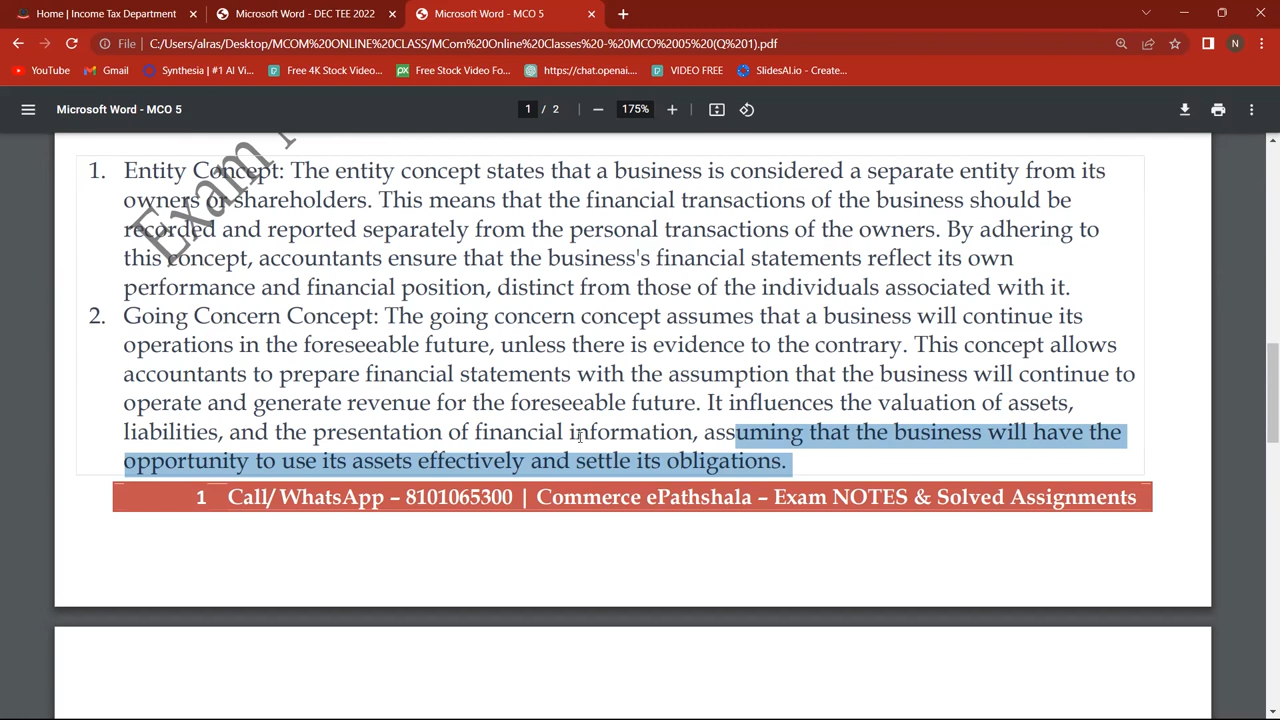 Home | Income Tax Department
Microsoft Word - DEC TEE 2022
Microsoft Word - MCO 5
File
C:/Users/alras/Desktop/MCOM%20ONLINE%20CLASS/MCom%20Online%20Classes%20-%20MCO%2005%20(Q%201).pdf
N
YouTube
Gmail
Synthesia | #1 AI Vi...
Free 4K Stock Video...
Free Stock Video Fo...
https://chat.openai....
VIDEO FREE
SlidesAI.io - Create...
Microsoft Word - MCO 5
1 / 2
175%
1. Entity Concept: The entity concept states that a business is considered a separate entity from its
owners or shareholders. This means that the financial transactions of the business should be
recorded and reported separately from the personal transactions of the owners. By adhering to
this concept, accountants ensure that the business's financial statements reflect its own
performance and financial position, distinct from those of the individuals associated with it.
2. Going Concern Concept: The going concern concept assumes that a business will continue its
operations in the foreseeable future, unless there is evidence to the contrary. This concept allows
accountants to prepare financial statements with the assumption that the business will continue to
operate and generate revenue for the foreseeable future. It influences the valuation of assets,
liabilities, and the presentation of financial information, assuming that the business will have the
opportunity to use its assets effectively and settle its obligations.
Exam
1 Call/ WhatsApp – 8101065300 | Commerce ePathshala – Exam NOTES & Solved Assignments